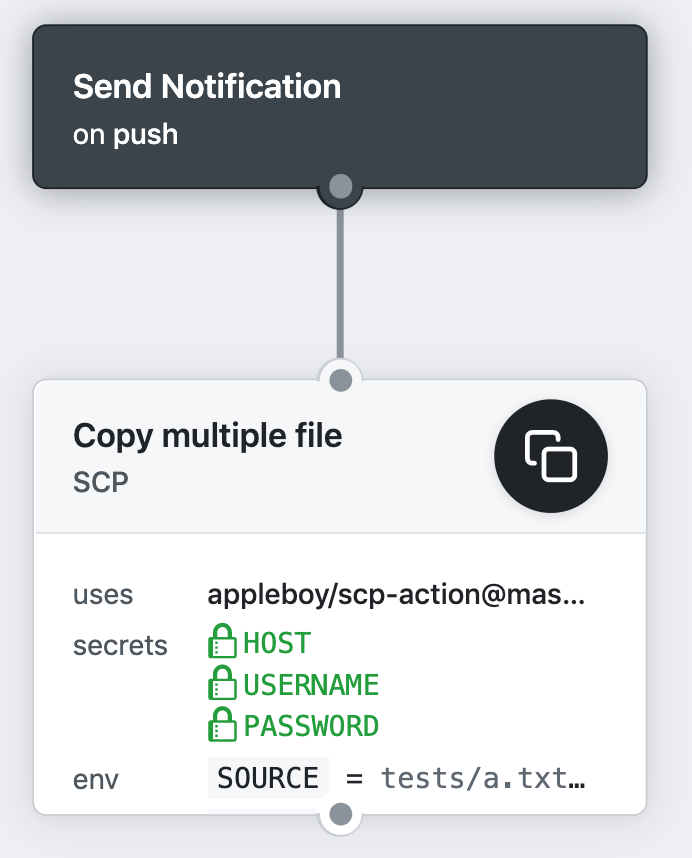 Send Notification
on push
Copy multiple file
SCP
uses appleboy/scp-action@mas...
secrets HOST
USERNAME
PASSWORD
env SOURCE = tests/a.txt…